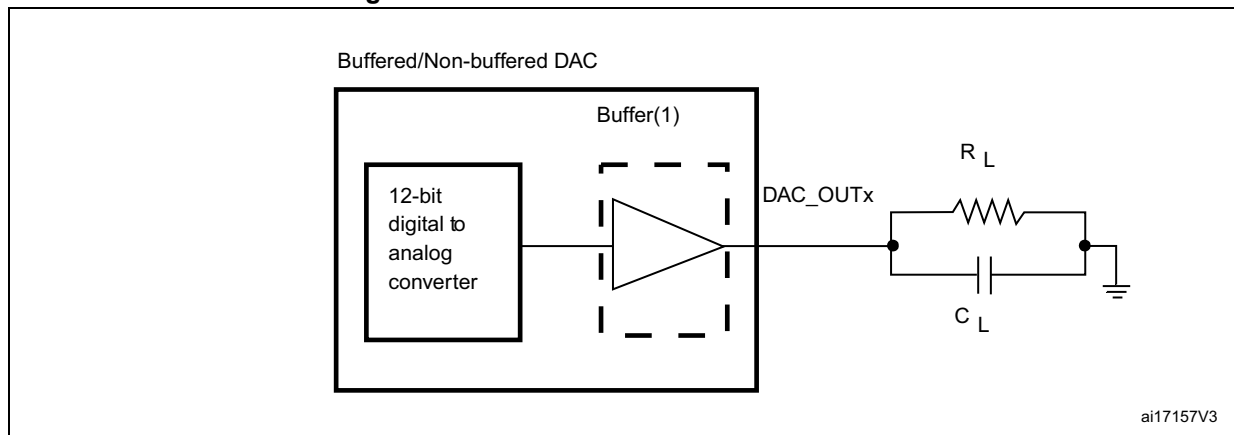 Buffered/Non-buffered DAC
Buffer(1)
12-bit
digital to
analog
converter
DAC_OUTx
R L
C L
ai17157V3